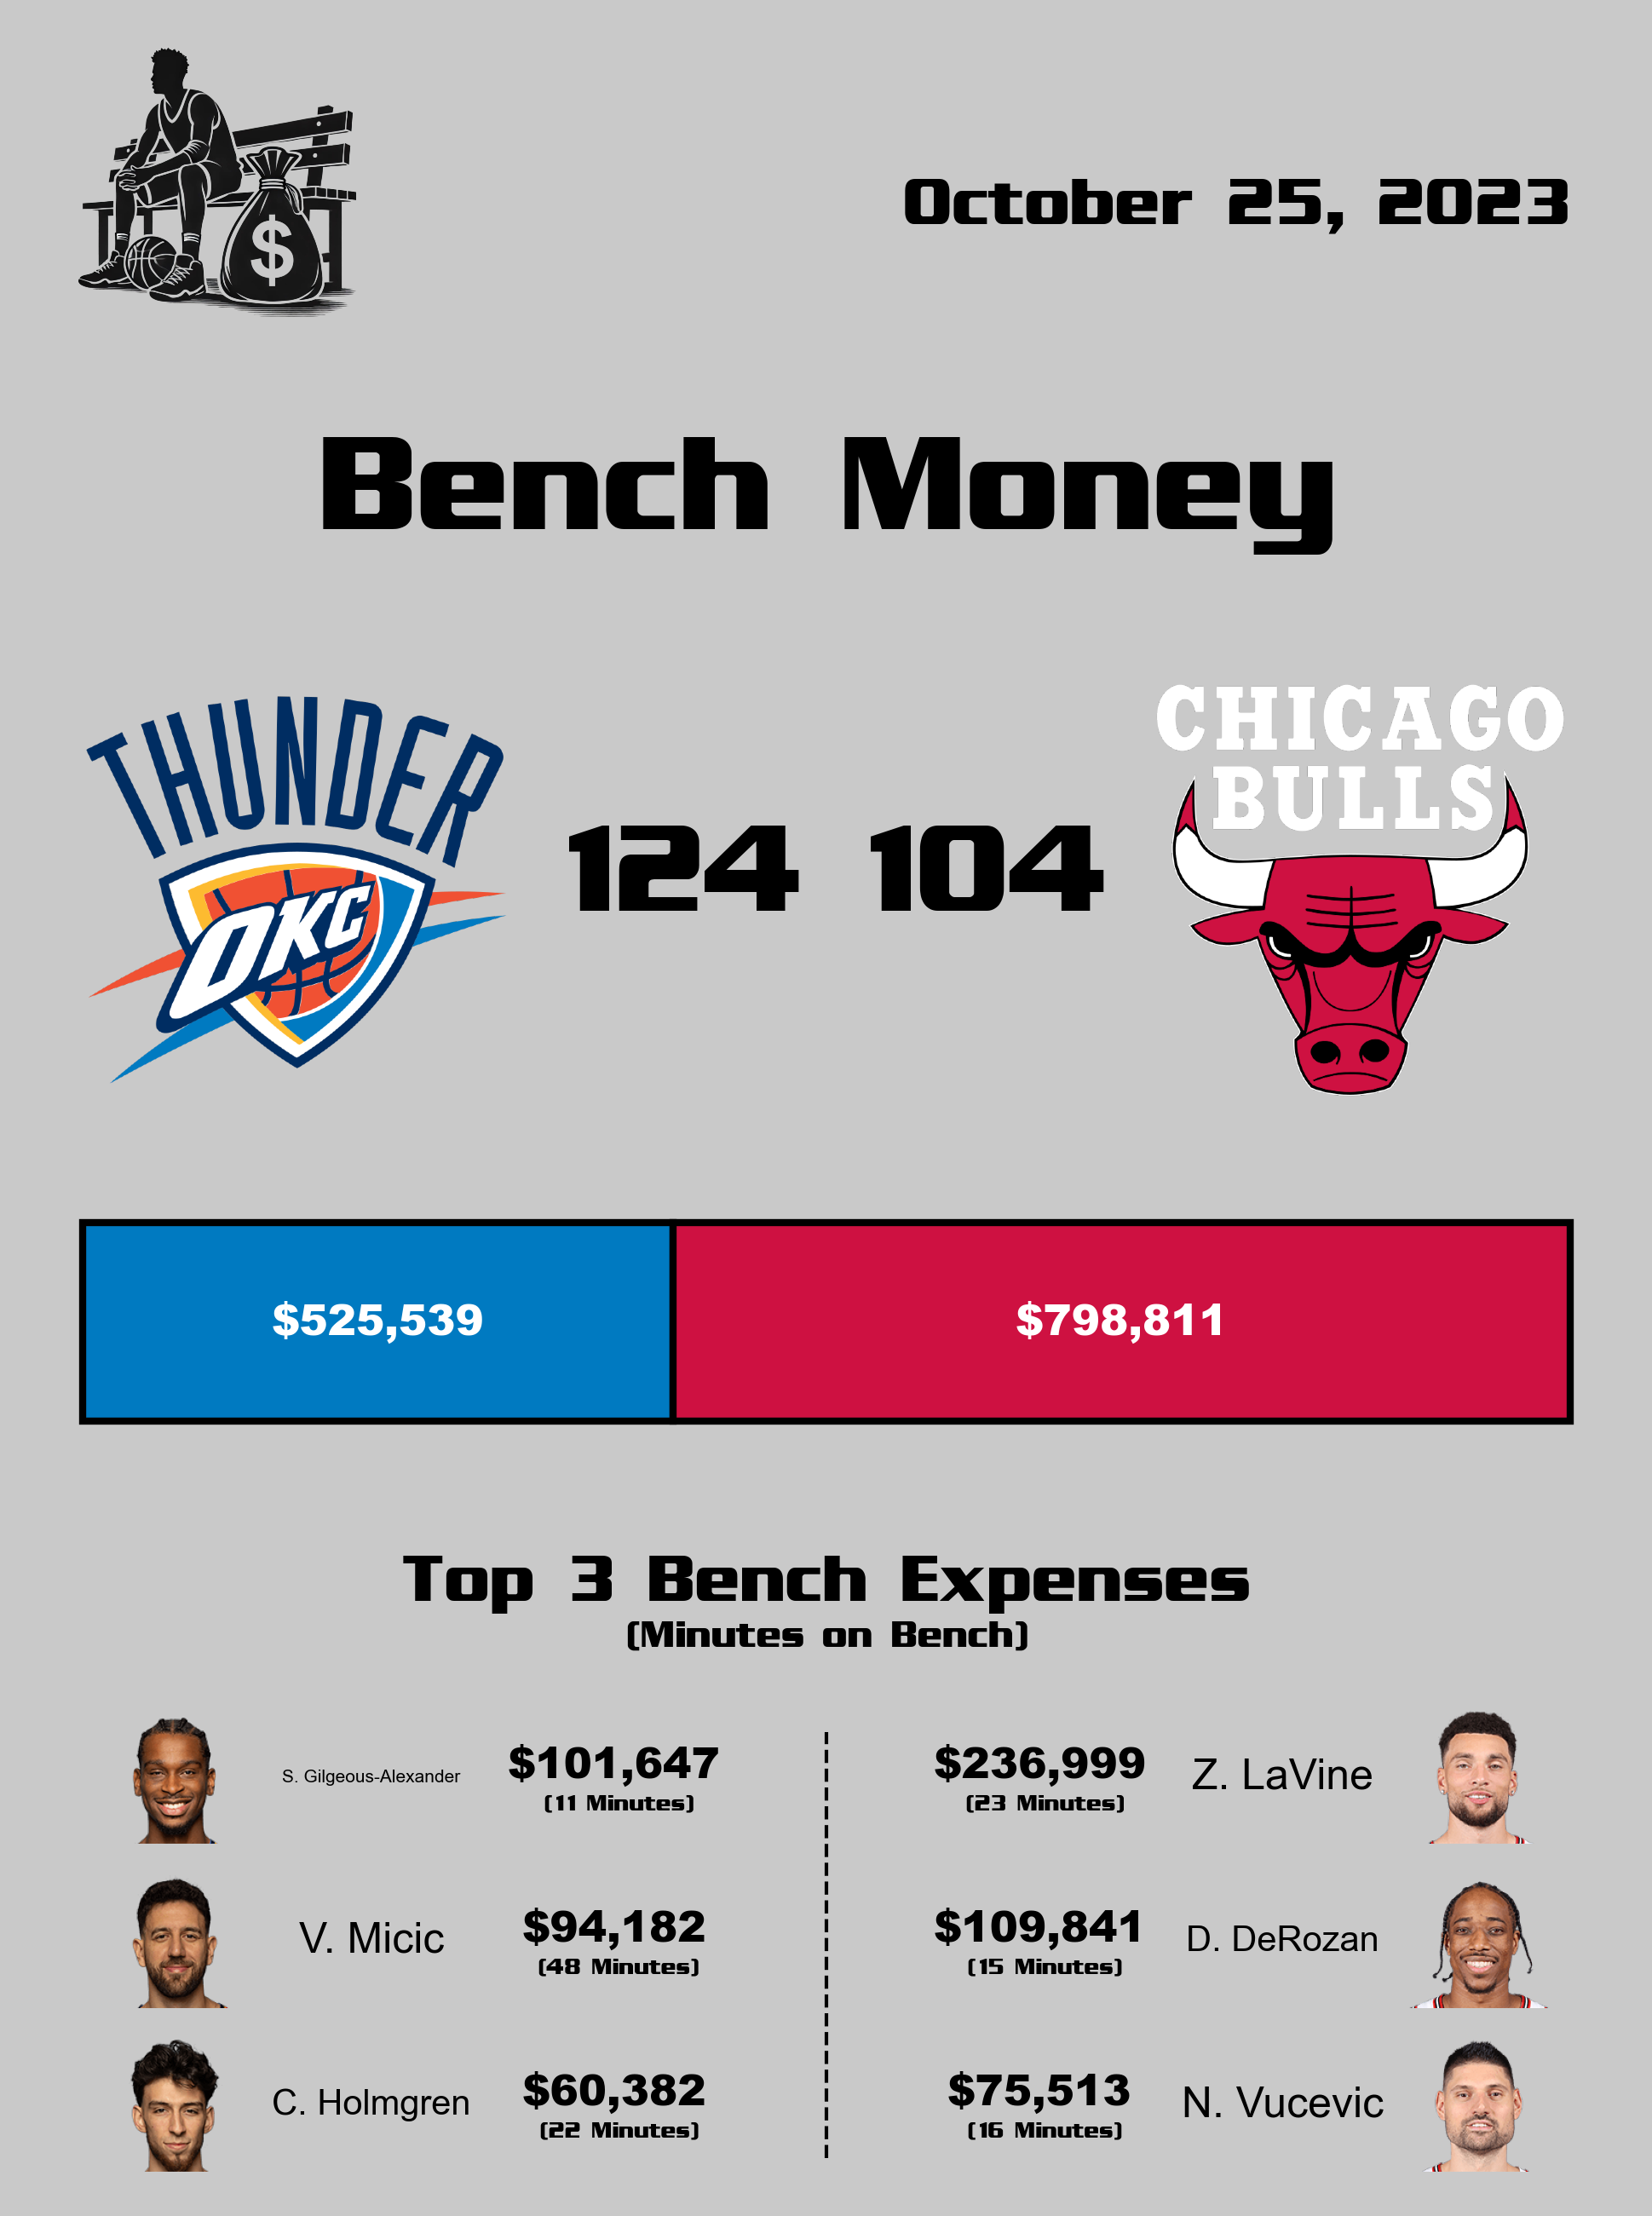 $
October 25, 2023
Bench Money
THUNDER
OKC
124 104
CHICAGO
BULLS
$525,539
$798,811
Top 3 Bench Expenses
(Minutes on Bench)
S. Gilgeous-Alexander
$101,647
(11 Minutes)
$236,999
(23 Minutes)
Z. LaVine
V. Micic
$94,182
(48 Minutes)
$109,841
(15 Minutes)
D. DeRozan
C. Holmgren
$60,382
(22 Minutes)
$75,513
(16 Minutes)
N. Vucevic